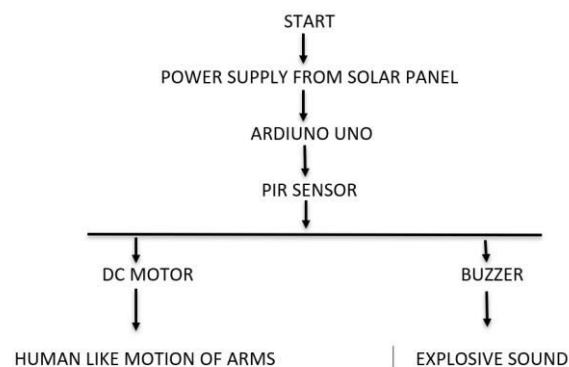 START
POWER SUPPLY FROM SOLAR PANEL
ARDIUNO UNO
PIR SENSOR
DC MOTOR BUZZER
HUMAN LIKE MOTION OF ARMS EXPLOSIVE SOUND